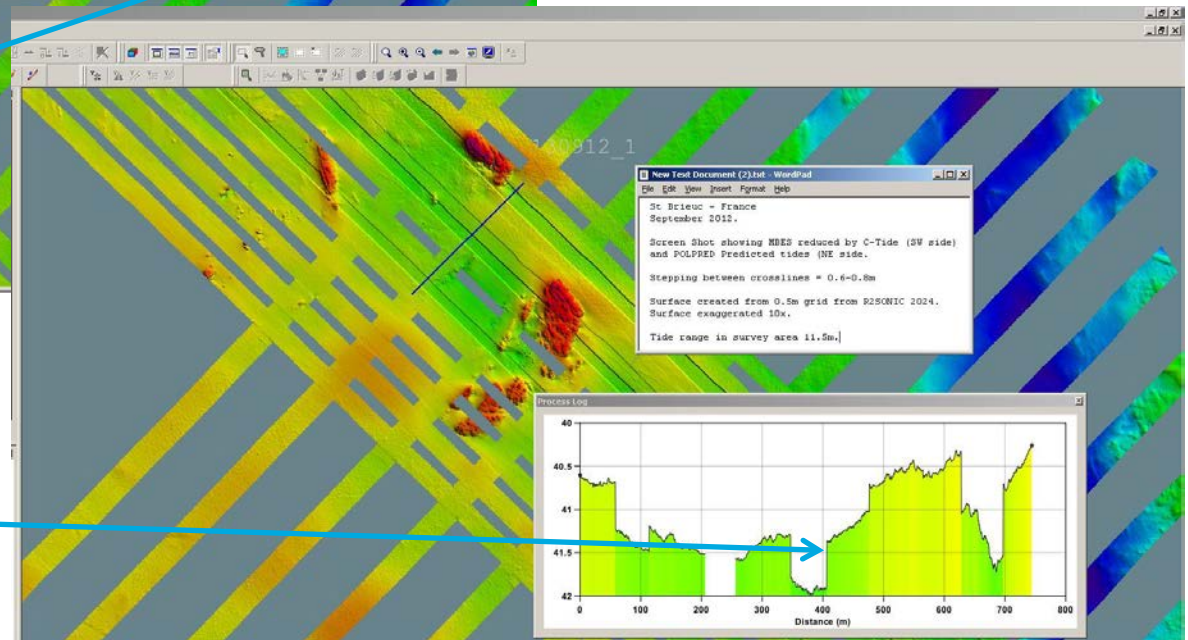 130912_1
New Text Document (2).txt - WordPad
File Edit View Insert Format Help
St Brieuc - France
September 2012.
Screen Shot showing MBES reduced by C-Tide (SW side)
and POLPRED Predicted tides (NE side.
Stepping between crosslines = 0.6-0.8m
Surface created from 0.5m grid from R2SONIC 2024.
Surface exaggerated 10x.
Tide range in survey area 11.5m.
Process Log
40
40.5
41
41.5
42
0 100 200 300 400 500 600 700 800
Distance (m)